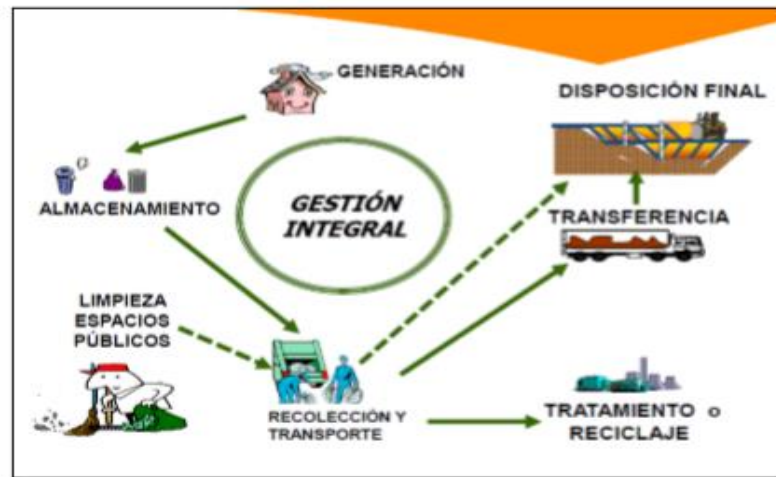 GENERACIÓN
DISPOSICIÓN FINAL
ALMACENAMIENTO
GESTIÓN
INTEGRAL
TRANSFERENCIA
LIMPIEZA
ESPACIOS
PÚBLICOS
RECOLECCIÓN Y
TRANSPORTE
TRATAMIENTO o
RECICLAJE